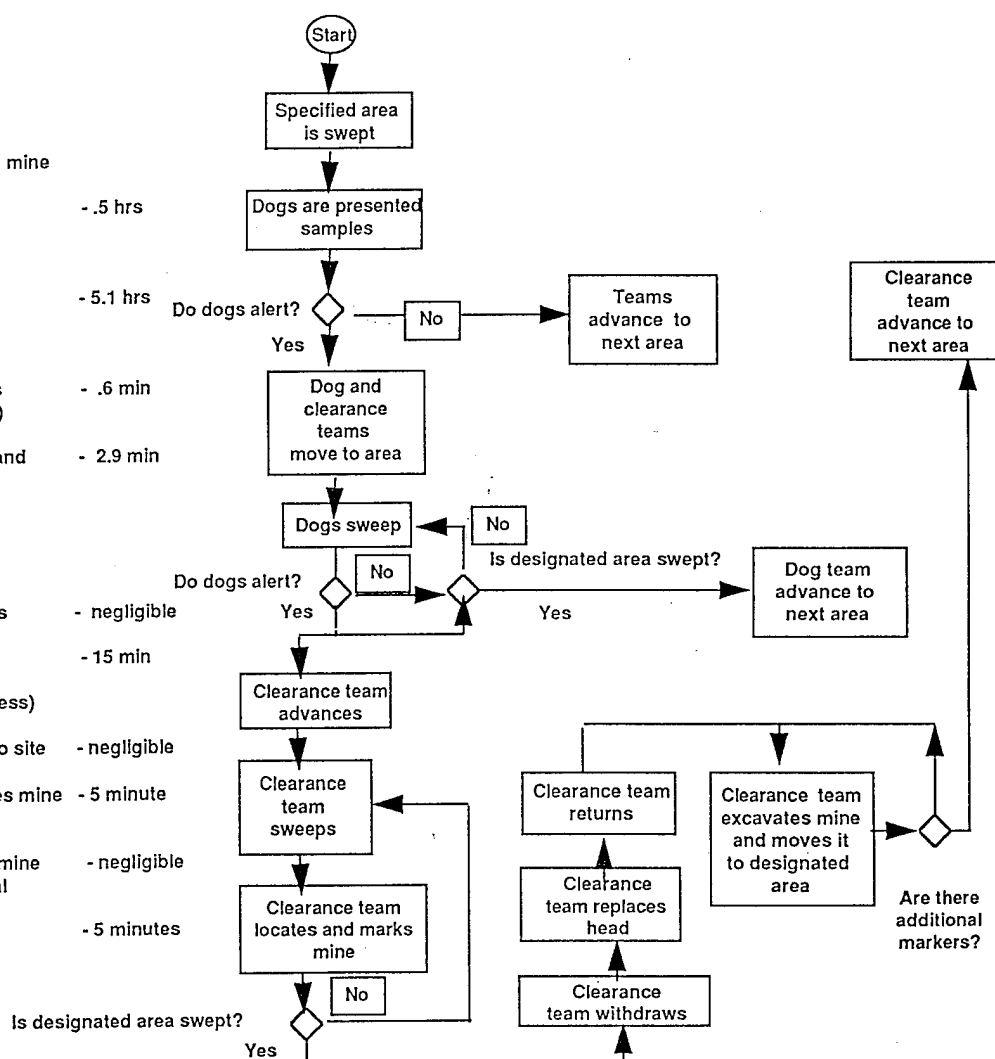 Start
Specified area
is swept
mine
- .5 hrs
Dogs are presented
samples
- 5.1 hrs
Do dogs alert?
No
Yes
Teams
advance to
next area
Clearance
team
advance to
next area
- .6 min
)
and
- 2.9 min
Dog and
clearance
teams
move to area
Dogs sweep
No
Is designated area swept?
Do dogs alert?
No
Yes
Yes
Dog team
advance to
next area
s
- negligible
- 15 min
ess)
Clearance team
advances
o site
- negligible
es mine
- 5 minute
Clearance
team
sweeps
mine
al
- negligible
- 5 minutes
Clearance team
locates and marks
mine
No
Is designated area swept?
Yes
Clearance team
returns
Clearance
team replaces
head
Clearance
team withdraws
Clearance team
excavates mine
and moves it
to designated
area
Are there
additional
markers?